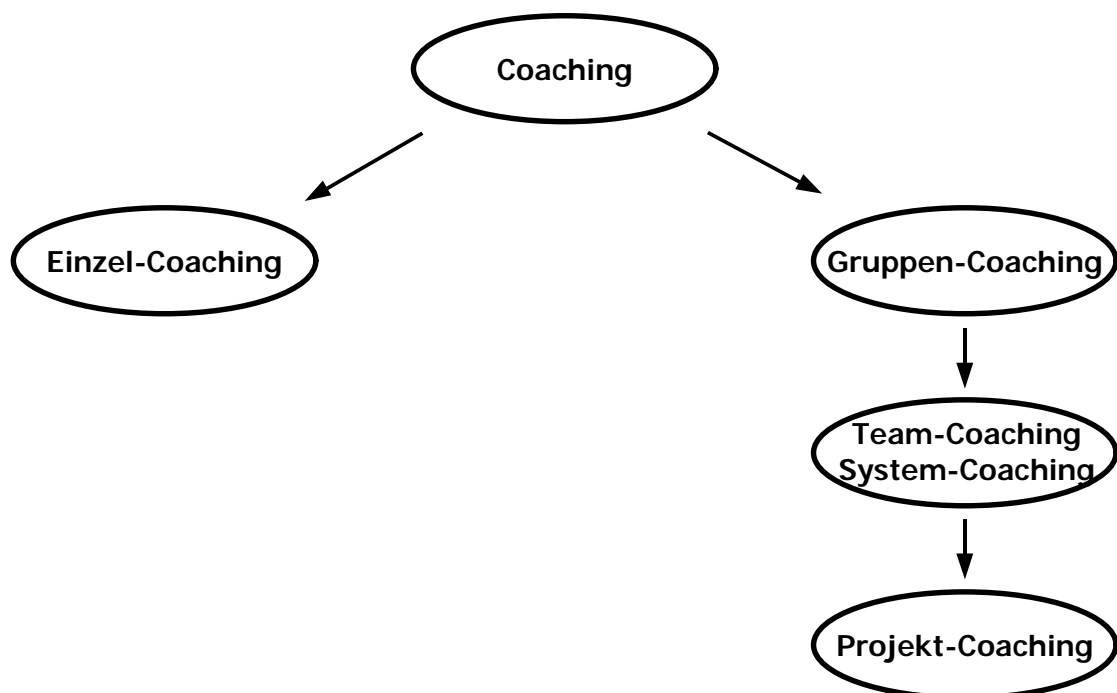 Coaching
Einzel-Coaching
Gruppen-Coaching
Team-Coaching
System-Coaching
Projekt-Coaching